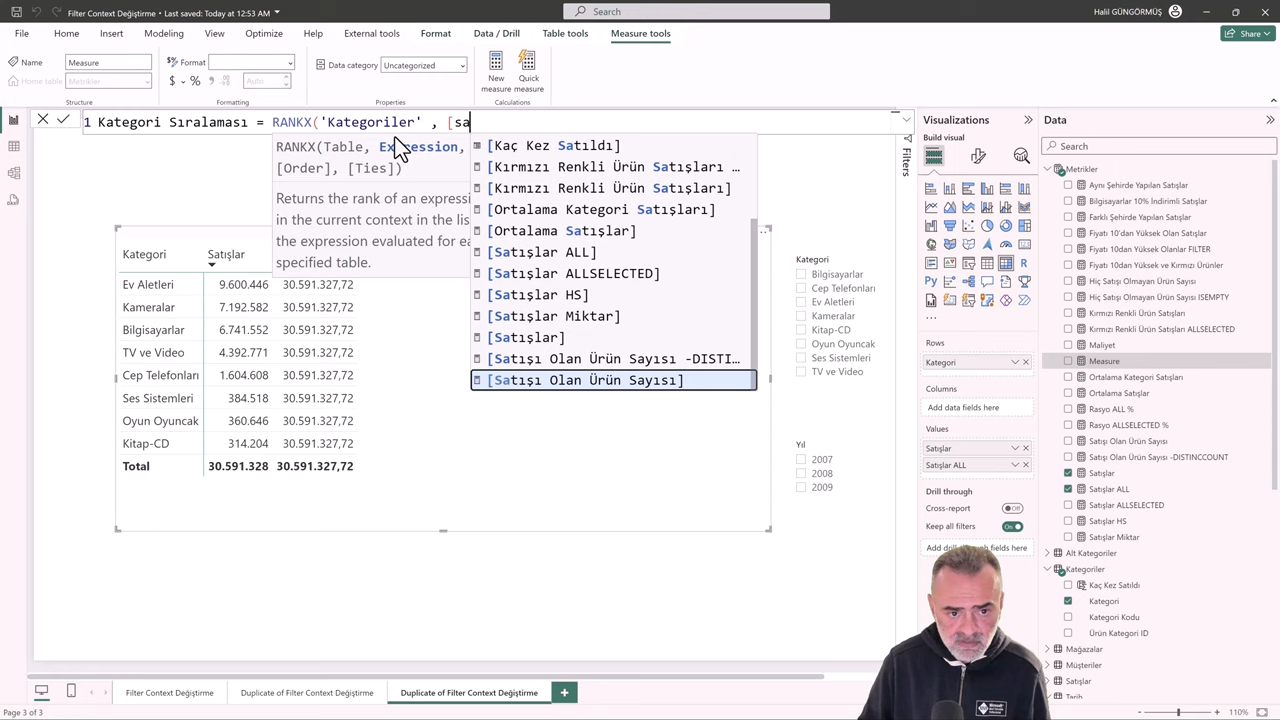 Filter Context Değiştirme • Last saved: Today at 12:53 AM
Search
Halil GÜNGÖRMÜŞ
File Home Insert Modeling View Optimize Help External tools Format Data / Drill Table tools Measure tools
Share
Name Measure
Format
Data category Uncategorized
Home table Metrikler
$ % Auto
New measure
Quick measure
Structure Formatting Properties Calculations
1 Kategori Sıralaması = RANKX('Kategoriler' , [sa
RANKX(Table, Expression,
[Order], [Ties])
Returns the rank of an expressi
in the current context in the lis
the expression evaluated for ea
specified table.
[Kaç Kez Satıldı]
[Kırmızı Renkli Ürün Satışları …
[Kırmızı Renkli Ürün Satışları]
[Ortalama Kategori Satışları]
[Ortalama Satışlar]
[Satışlar ALL]
[Satışlar ALLSELECTED]
[Satışlar HS]
[Satışlar Miktar]
[Satışlar]
[Satışı Olan Ürün Sayısı -DISTI…
[Satışı Olan Ürün Sayısı]
Kategori Satışlar
Ev Aletleri 9.600.446 30.591.327,72
Kameralar 7.192.582 30.591.327,72
Bilgisayarlar 6.741.552 30.591.327,72
TV ve Video 4.392.771 30.591.327,72
Cep Telefonları 1.604.608 30.591.327,72
Ses Sistemleri 384.518 30.591.327,72
Oyun Oyuncak 360.646 30.591.327,72
Kitap-CD 314.204 30.591.327,72
Total 30.591.328 30.591.327,72
Kategori
Bilgisayarlar
Cep Telefonları
Ev Aletleri
Kameralar
Kitap-CD
Oyun Oyuncak
Ses Sistemleri
TV ve Video
Yıl
2007
2008
2009
Filters
Visualizations
Build visual
Rows
Kategori
Columns
Add data fields here
Values
Satışlar
Satışlar ALL
Drill through
Cross-report Off
Keep all filters On
Add drill-through fields here
Data
Search
Metrikler
Aynı Şehirde Yapılan Satışlar
Bilgisayarlar 10% İndirimli Satışlar
Farklı Şehirde Yapılan Satışlar
Fiyatı 10'dan Yüksek Olan Satışlar
Fiyatı 10dan Yüksek Olanlar FILTER
Fiyatı 10dan Yüksek ve Kırmızı Ürünler
Hiç Satışı Olmayan Ürün Sayısı
Hiç Satışı Olmayan Ürün Sayısı ISEMPTY
Kırmızı Renkli Ürün Satışları
Kırmızı Renkli Ürün Satışları ALLSELECTED
Maliyet
Measure
Ortalama Kategori Satışları
Ortalama Satışlar
Rasyo ALL %
Rasyo ALLSELECTED %
Satışı Olan Ürün Sayısı
Satışı Olan Ürün Sayısı -DISTINCCOUNT
Satışlar
Satışlar ALL
Satışlar ALLSELECTED
Satışlar HS
Satışlar Miktar
Alt Kategoriler
Kategoriler
Kaç Kez Satıldı
Kategori
Kategori Kodu
Ürün Kategori ID
Mağazalar
Müşteriler
Satışlar
Tarih
Filter Context Değiştirme
Duplicate of Filter Context Değiştirme
Duplicate of Filter Context Değiştirme
Page 3 of 3
110%